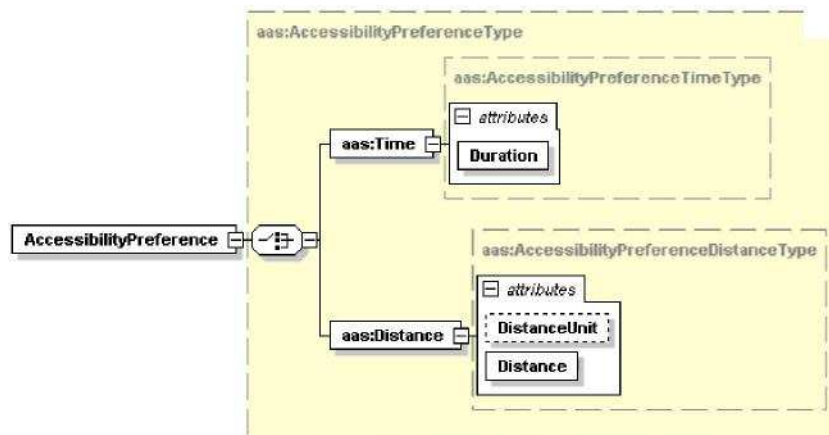 aas:AccessibilityPreferenceType
aas:AccessibilityPreferenceTimeType
attributes
aas:Time
Duration
AccessibilityPreference
aas:AccessibilityPreferenceDistanceType
attributes
DistanceUnit
aas:Distance
Distance